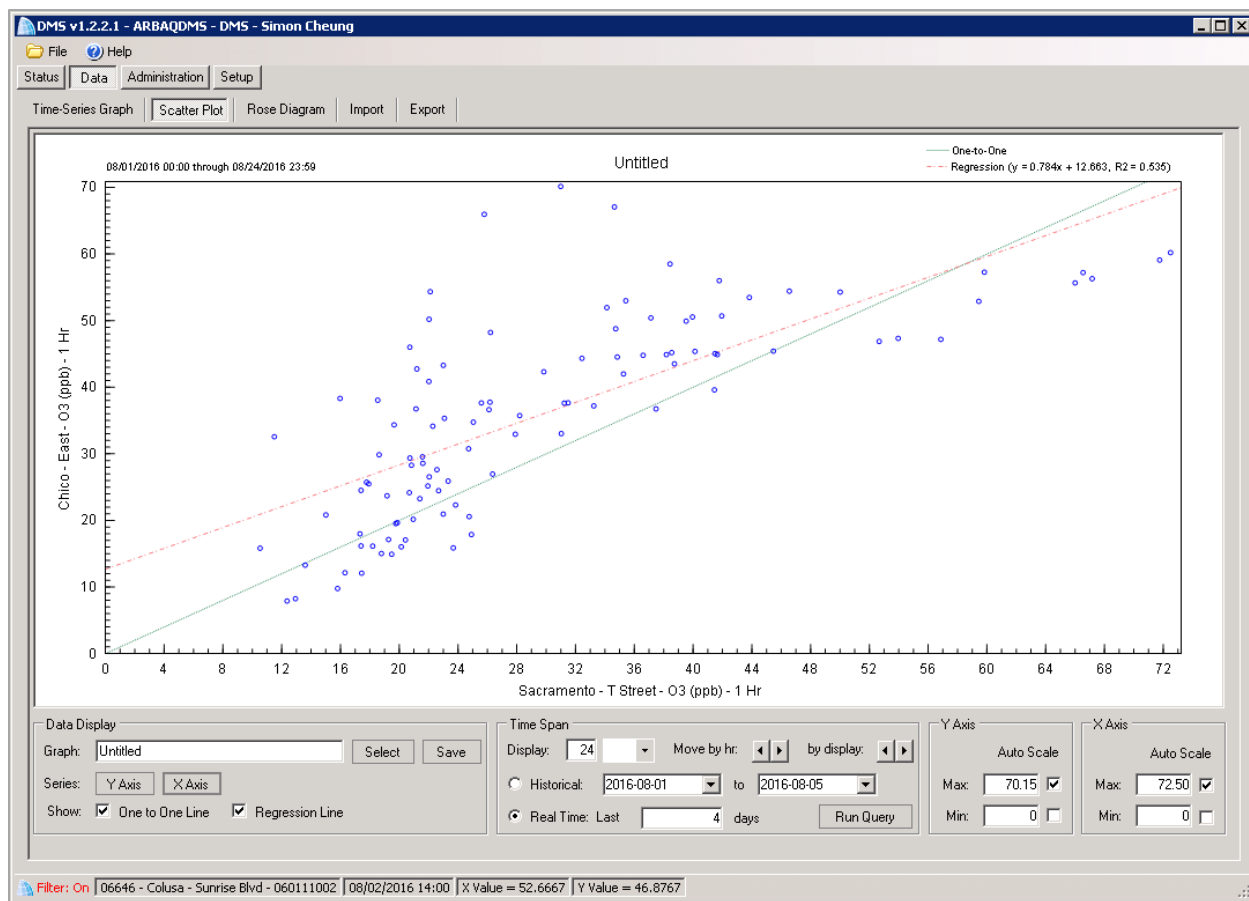 DMS v1.2.2.1 - ARBAQDMS - DMS - Simon Cheung
File Help
Status Data Administration Setup
Time-Series Graph Scatter Plot Rose Diagram Import Export
08/01/2016 00:00 through 08/24/2016 23:59
Untitled
One-to-One
Regression (y = 0.784x + 12.663, R2 = 0.535)
Chico - East - O3 (ppb) - 1 Hr
70
60
50
40
30
20
10
0
0 4 8 12 16 20 24 28 32 36 40 44 48 52 56 60 64 68 72
Sacramento - T Street - O3 (ppb) - 1 Hr
Data Display
Graph: Untitled Select Save
Series: Y Axis X Axis
Show: One to One Line Regression Line
Time Span
Display: 24 Move by hr: by display:
Historical: 2016-08-01 to 2016-08-05
Real Time: Last 4 days Run Query
Y Axis
Auto Scale
Max: 70.15
Min: 0
X Axis
Auto Scale
Max: 72.50
Min: 0
Filter: On 06646 - Colusa - Sunrise Blvd - 060111002 08/02/2016 14:00 X Value = 52.6667 Y Value = 46.8767